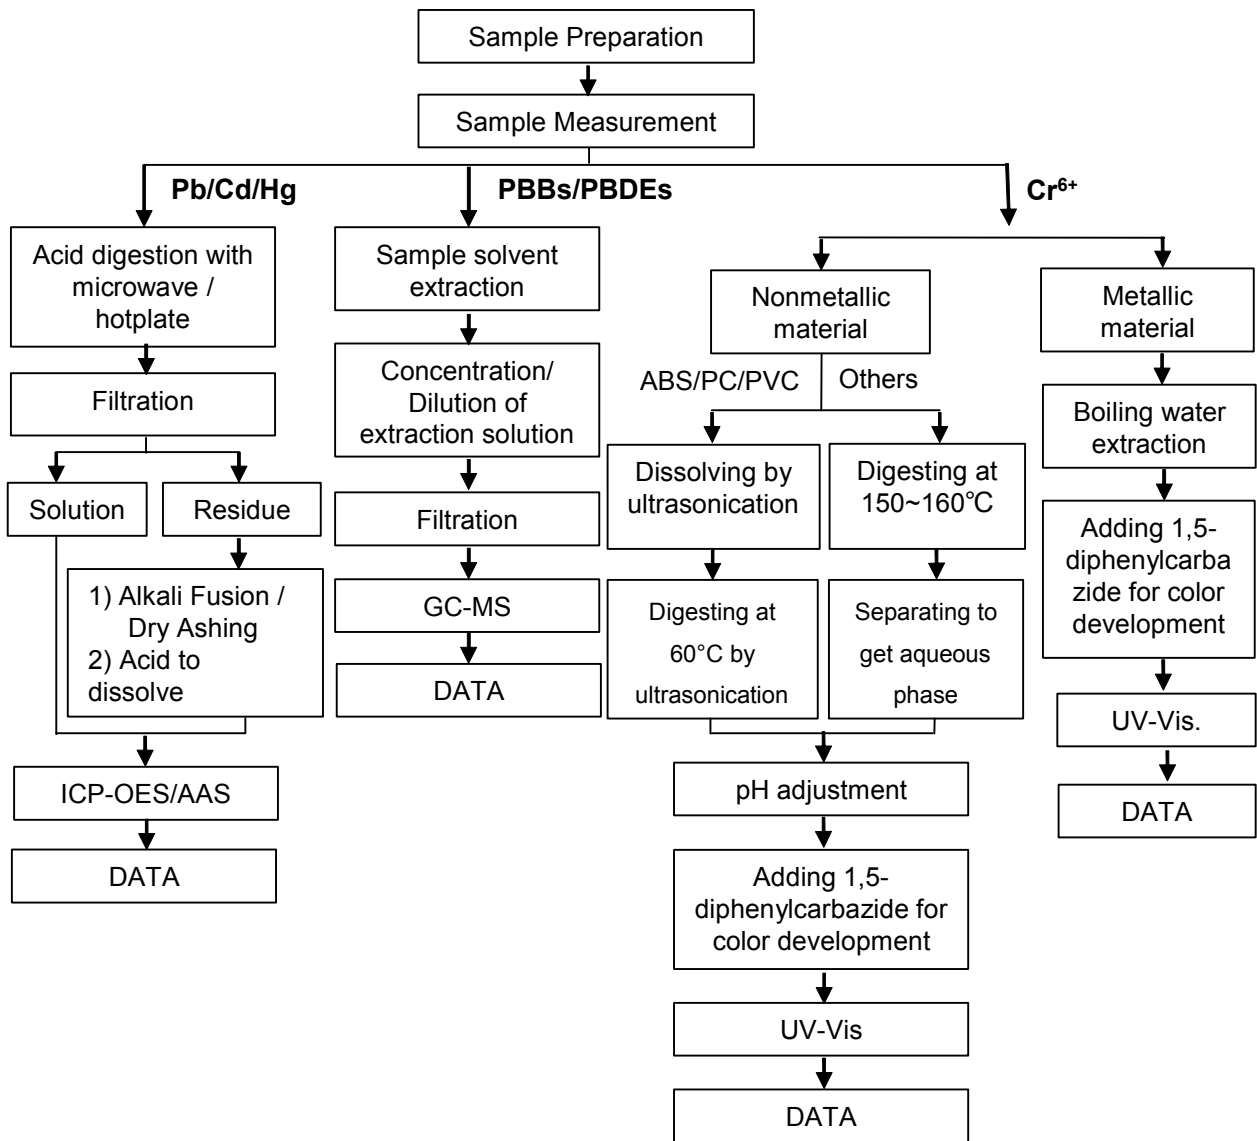 Sample Preparation
Sample Measurement
Pb/Cd/Hg
PBBs/PBDEs
Cr⁶⁺
Acid digestion with
microwave /
hotplate
Filtration
Solution
Residue
1) Alkali Fusion /
Dry Ashing
2) Acid to
dissolve
ICP-OES/AAS
DATA
Sample solvent
extraction
Concentration/
Dilution of
extraction solution
Filtration
GC-MS
DATA
Nonmetallic
material
ABS/PC/PVC
Others
Dissolving by
ultrasonication
Digesting at
60°C by
ultrasonication
Digesting at
150~160℃
Separating to
get aqueous
phase
pH adjustment
Adding 1,5-
diphenylcarbazide for
color development
UV-Vis
DATA
Metallic
material
Boiling water
extraction
Adding 1,5-
diphenylcarba
zide for color
development
UV-Vis.
DATA